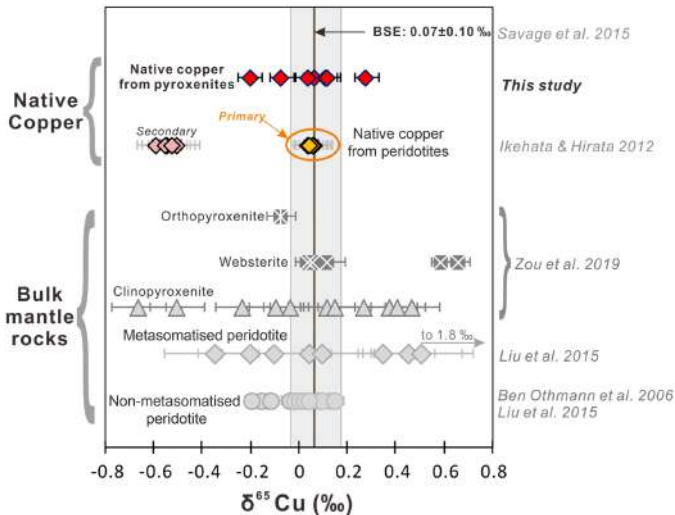 BSE: 0.07±0.10 ‰
Savage et al. 2015
Native copper
from pyroxenites
This study
Native
Copper
Secondary
Primary
Native copper
from peridotites
Ikehata & Hirata 2012
Orthopyroxenite
Websterite
Zou et al. 2019
Bulk
mantle
rocks
Clinopyroxenite
Metasomatised peridotite
to 1.8 ‰
Liu et al. 2015
Non-metasomatised
peridotite
Ben Othmann et al. 2006
Liu et al. 2015
-0.8 -0.6 -0.4 -0.2 0 0.2 0.4 0.6 0.8
δ⁶⁵ Cu (‰)